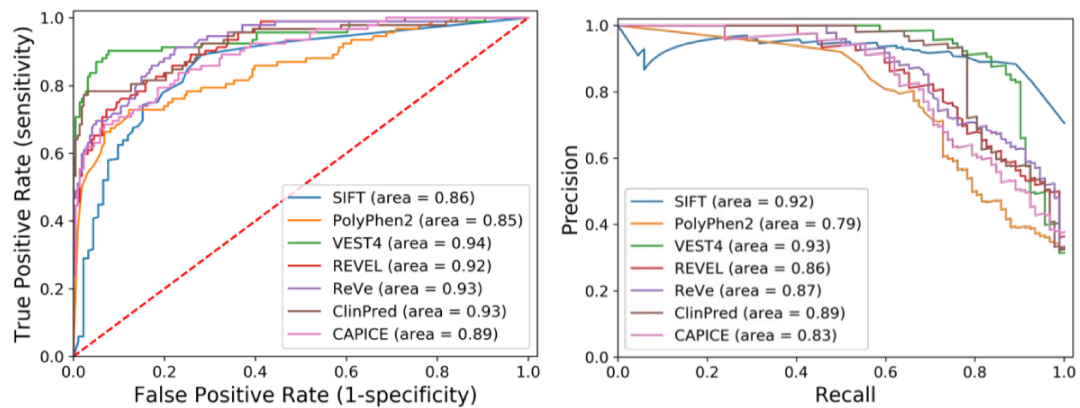 True Positive Rate (sensitivity)
1.0
0.8
0.6
0.4
0.2
0.0
SIFT (area = 0.86)
PolyPhen2 (area = 0.85)
VEST4 (area = 0.94)
REVEL (area = 0.92)
ReVe (area = 0.93)
ClinPred (area = 0.93)
CAPICE (area = 0.89)
0.0 0.2 0.4 0.6 0.8 1.0
False Positive Rate (1-specificity)
Precision
1.0
0.8
0.6
0.4
0.2
0.0
SIFT (area = 0.92)
PolyPhen2 (area = 0.79)
VEST4 (area = 0.93)
REVEL (area = 0.86)
ReVe (area = 0.87)
ClinPred (area = 0.89)
CAPICE (area = 0.83)
0.0 0.2 0.4 0.6 0.8 1.0
Recall